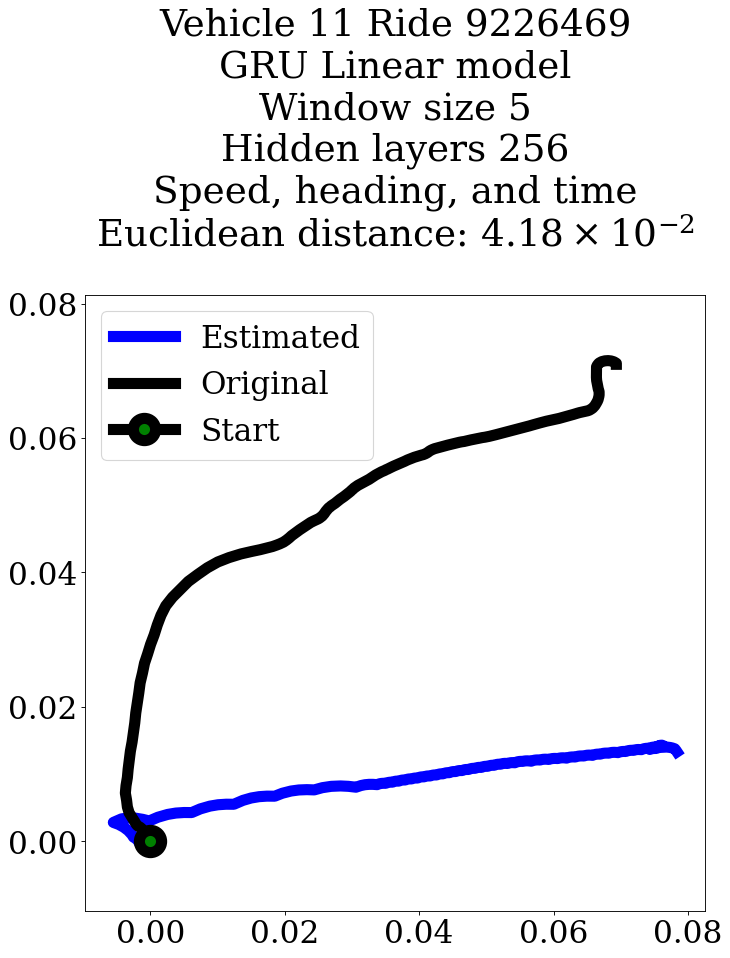 Vehicle 11 Ride 9226469
GRU Linear model
Window size 5
Hidden layers 256
Speed, heading, and time
Euclidean distance: 4.18 × 10⁻²
Estimated
Original
Start
0.08
0.06
0.04
0.02
0.00
0.00 0.02 0.04 0.06 0.08